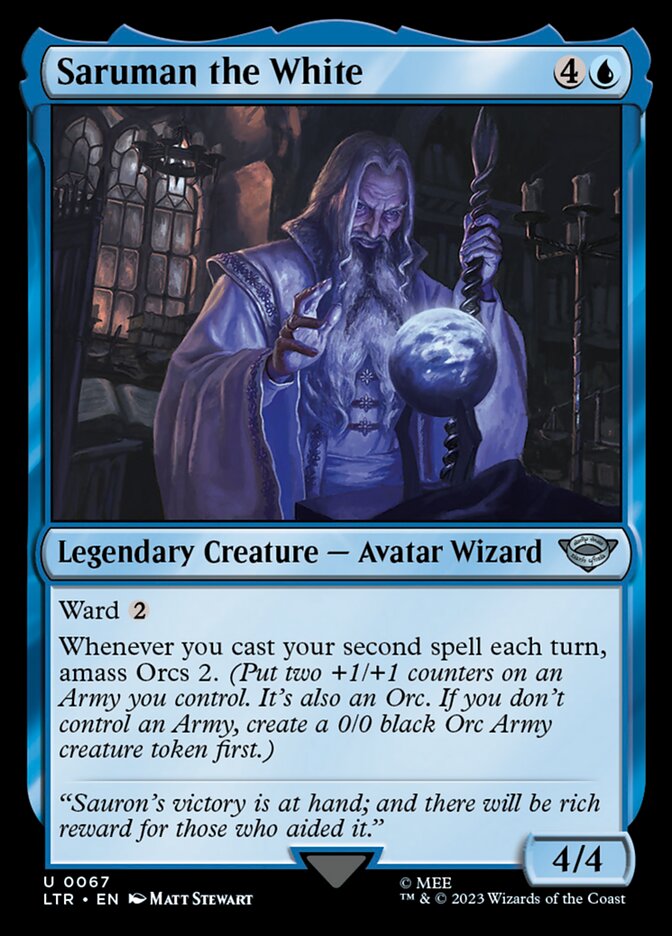 Saruman the White 4
Legendary Creature — Avatar Wizard
Ward 2
Whenever you cast your second spell each turn,
amass Orcs 2. (Put two +1/+1 counters on an
Army you control. It's also an Orc. If you don't
control an Army, create a 0/0 black Orc Army
creature token first.)
“Sauron's victory is at hand; and there will be rich
reward for those who aided it.”
4/4
U 0067
LTR • EN Matt Stewart
© MEE
™ & © 2023 Wizards of the Coast